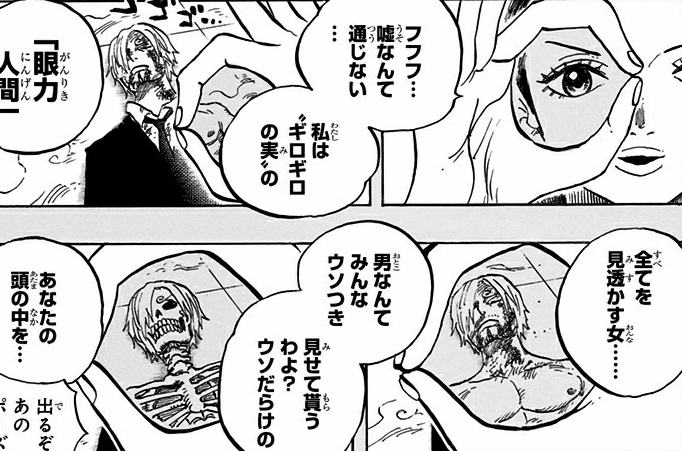 フフフ…
嘘なんて
通じない
…
私は
〝ギロギロ
の実〟の
「眼力
人間」
全てを
見透かす女……
……
男なんて
みんな
ウソつき
見せて貰う
わよ?
ウソだらけの
あなたの
頭の中を……
出るぞ
あの
ポーズ